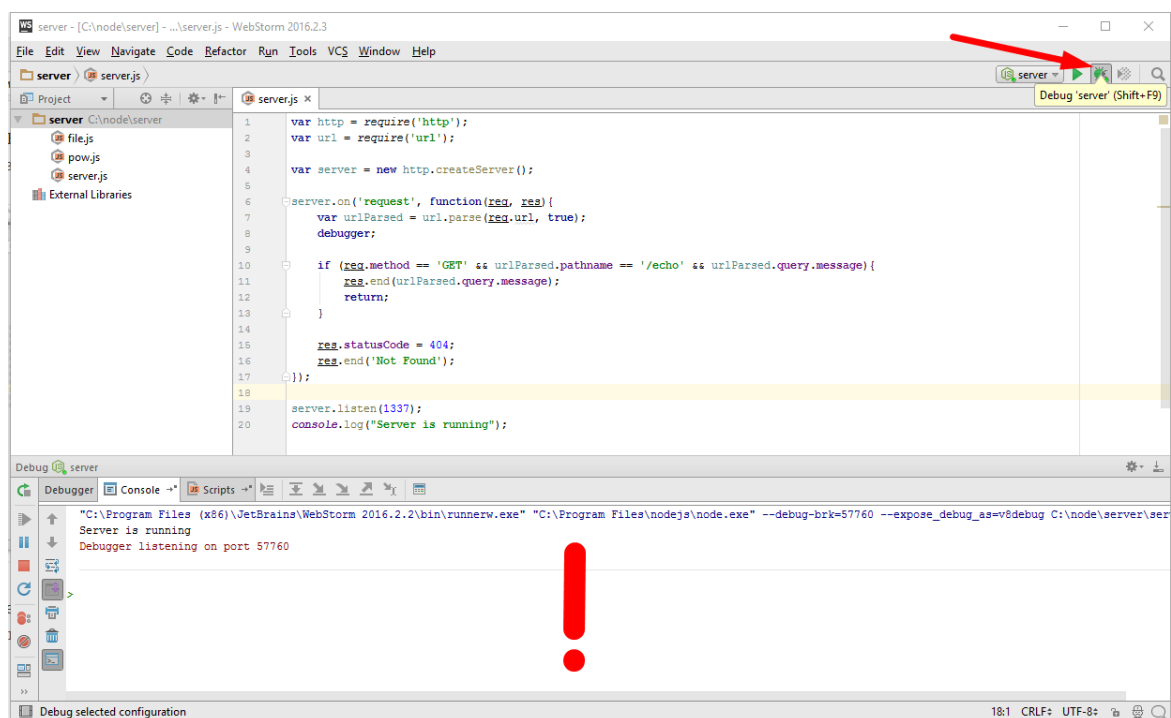 WS server - [C:\node\server] - ...\server.js - WebStorm 2016.2.3
File Edit View Navigate Code Refactor Run Tools VCS Window Help
server server.js server
Debug 'server' (Shift+F9)
Project server.js ×
server C:\node\server
file.js
pow.js
server.js
External Libraries
1 var http = require('http');
2 var url = require('url');
3
4 var server = new http.createServer();
5
6 server.on('request', function(req, res){
7 var urlParsed = url.parse(req.url, true);
8 debugger;
9
10 if (req.method == 'GET' && urlParsed.pathname == '/echo' && urlParsed.query.message){
11 res.end(urlParsed.query.message);
12 return;
13 }
14
15 res.statusCode = 404;
16 res.end('Not Found');
17 });
18
19 server.listen(1337);
20 console.log("Server is running");
Debug server
Debugger Console Scripts
"C:\Program Files (x86)\JetBrains\WebStorm 2016.2.2\bin\runnerw.exe" "C:\Program Files\nodejs\node.exe" --debug-brk=57760 --expose_debug_as=v8debug C:\node\server\ser
Server is running
Debugger listening on port 57760
>
!
Debug selected configuration 18:1 CRLF UTF-8